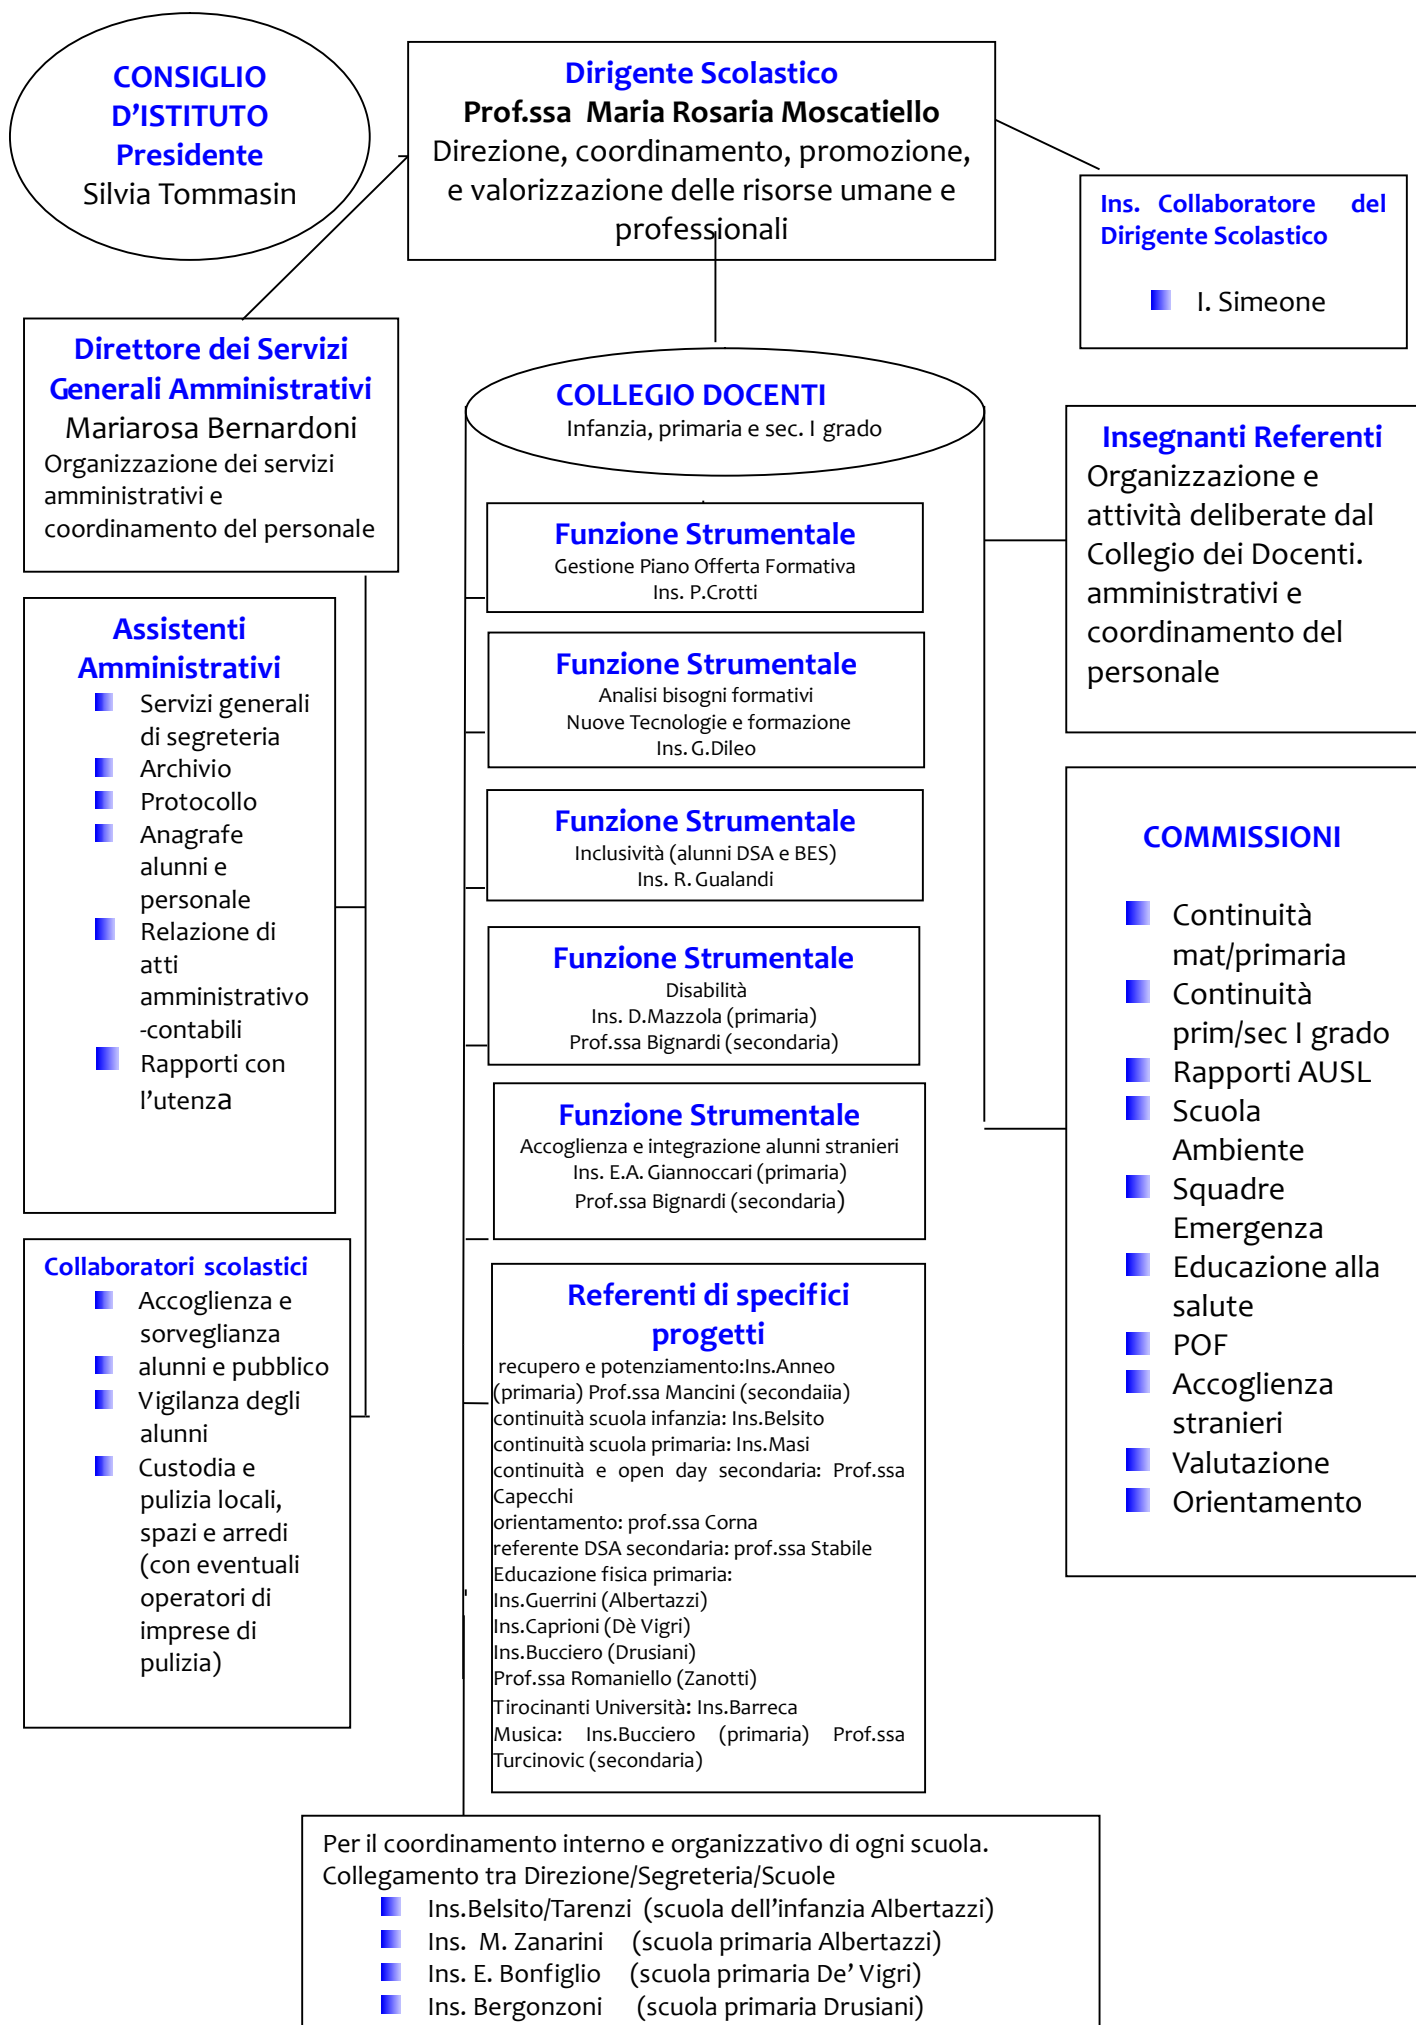 CONSIGLIO
D’ISTITUTO
Presidente
Silvia Tommasin
Dirigente Scolastico
Prof.ssa Maria Rosaria Moscatiello
Direzione, coordinamento, promozione,
e valorizzazione delle risorse umane e
professionali
Ins. Collaboratore del
Dirigente Scolastico
I. Simeone
Direttore dei Servizi
Generali Amministrativi
Mariarosa Bernardoni
Organizzazione dei servizi
amministrativi e
coordinamento del personale
COLLEGIO DOCENTI
Infanzia, primaria e sec. I grado
Insegnanti Referenti
Organizzazione e
attività deliberate dal
Collegio dei Docenti.
amministrativi e
coordinamento del
personale
Funzione Strumentale
Gestione Piano Offerta Formativa
Ins. P.Crotti
Funzione Strumentale
Analisi bisogni formativi
Nuove Tecnologie e formazione
Ins. G.Dileo
Funzione Strumentale
Inclusività (alunni DSA e BES)
Ins. R. Gualandi
Funzione Strumentale
Disabilità
Ins. D.Mazzola (primaria)
Prof.ssa Bignardi (secondaria)
Funzione Strumentale
Accoglienza e integrazione alunni stranieri
Ins. E.A. Giannoccari (primaria)
Prof.ssa Bignardi (secondaria)
Assistenti
Amministrativi
Servizi generali
di segreteria
Archivio
Protocollo
Anagrafe
alunni e
personale
Relazione di
atti
amministrativo
-contabili
Rapporti con
l’utenza
COMMISSIONI
Continuità
mat/primaria
Continuità
prim/sec I grado
Rapporti AUSL
Scuola
Ambiente
Squadre
Emergenza
Educazione alla
salute
POF
Accoglienza
stranieri
Valutazione
Orientamento
Collaboratori scolastici
Accoglienza e
sorveglianza
alunni e pubblico
Vigilanza degli
alunni
Custodia e
pulizia locali,
spazi e arredi
(con eventuali
operatori di
imprese di
pulizia)
Referenti di specifici
progetti
recupero e potenziamento:Ins.Anneo
(primaria) Prof.ssa Mancini (secondaiia)
continuità scuola infanzia: Ins.Belsito
continuità scuola primaria: Ins.Masi
continuità e open day secondaria: Prof.ssa
Capecchi
orientamento: prof.ssa Corna
referente DSA secondaria: prof.ssa Stabile
Educazione fisica primaria:
Ins.Guerrini (Albertazzi)
Ins.Caprioni (Dè Vigri)
Ins.Bucciero (Drusiani)
Prof.ssa Romaniello (Zanotti)
Tirocinanti Università: Ins.Barreca
Musica: Ins.Bucciero (primaria) Prof.ssa
Turcinovic (secondaria)
Per il coordinamento interno e organizzativo di ogni scuola.
Collegamento tra Direzione/Segreteria/Scuole
Ins.Belsito/Tarenzi (scuola dell’infanzia Albertazzi)
Ins. M. Zanarini (scuola primaria Albertazzi)
Ins. E. Bonfiglio (scuola primaria De’ Vigri)
Ins. Bergonzoni (scuola primaria Drusiani)